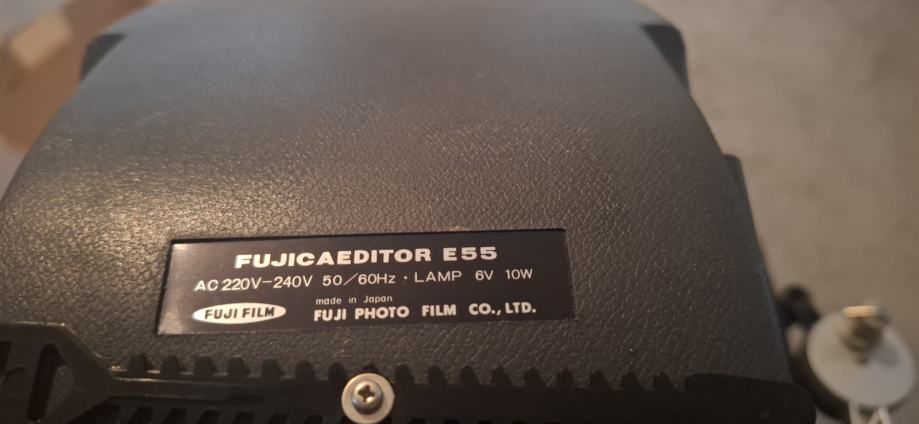 FUJICAEDITOR E55
AC 220V-240V 50/60Hz · LAMP 6V 10W
made in Japan
FUJI FILM FUJI PHOTO FILM CO., LTD.